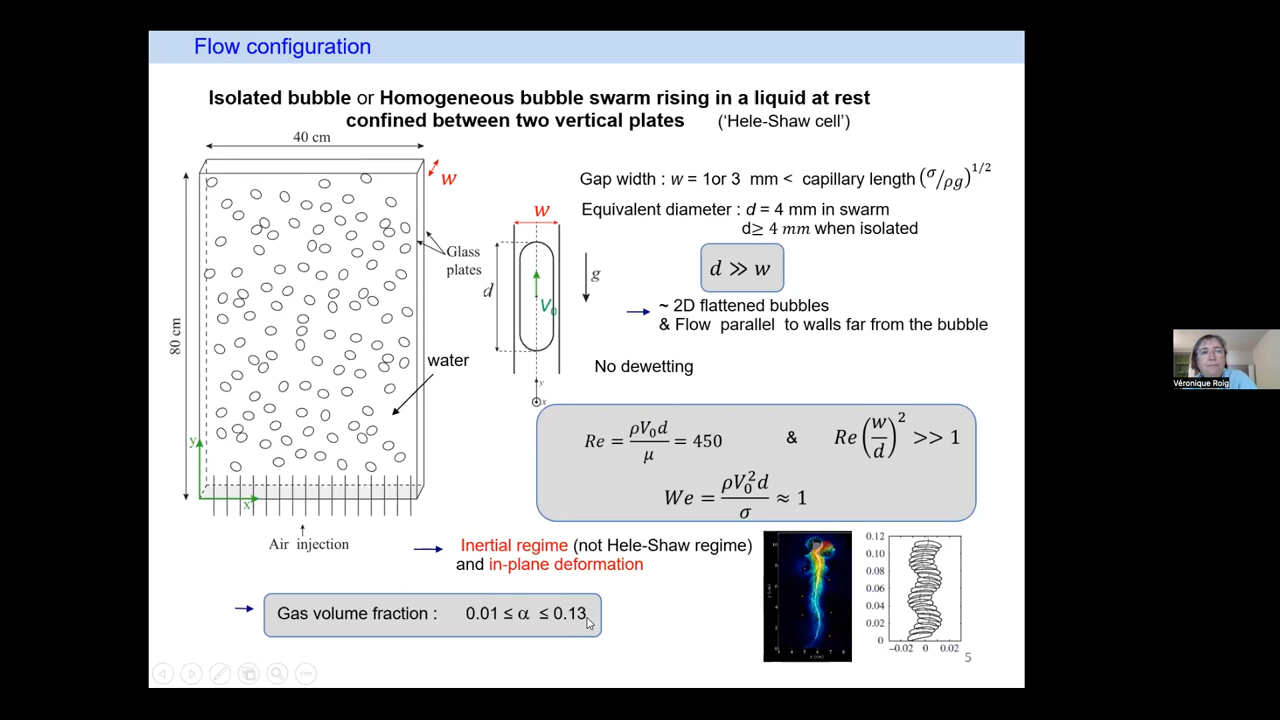 Flow configuration
Isolated bubble or Homogeneous bubble swarm rising in a liquid at rest
confined between two vertical plates ('Hele-Shaw cell')
40 cm
w
80 cm
Glass
plates
water
y
x
Air injection
w
d
V₀
g
y
x
Gap width : w = 1or 3 mm < capillary length (σ/ρg)^1/2
Equivalent diameter : d = 4 mm in swarm
d≥ 4 mm when isolated
d ≫ w
~ 2D flattened bubbles
& Flow parallel to walls far from the bubble
No dewetting
Re = ρV₀d/μ = 450 & Re(w/d)² >> 1
We = ρV₀²d/σ ≈ 1
Inertial regime (not Hele-Shaw regime)
and in-plane deformation
Gas volume fraction : 0.01 ≤ α ≤ 0.13
0.12
0.10
0.08
0.06
0.04
0.02
0
-0.02 0 0.02
5
Véronique Roig